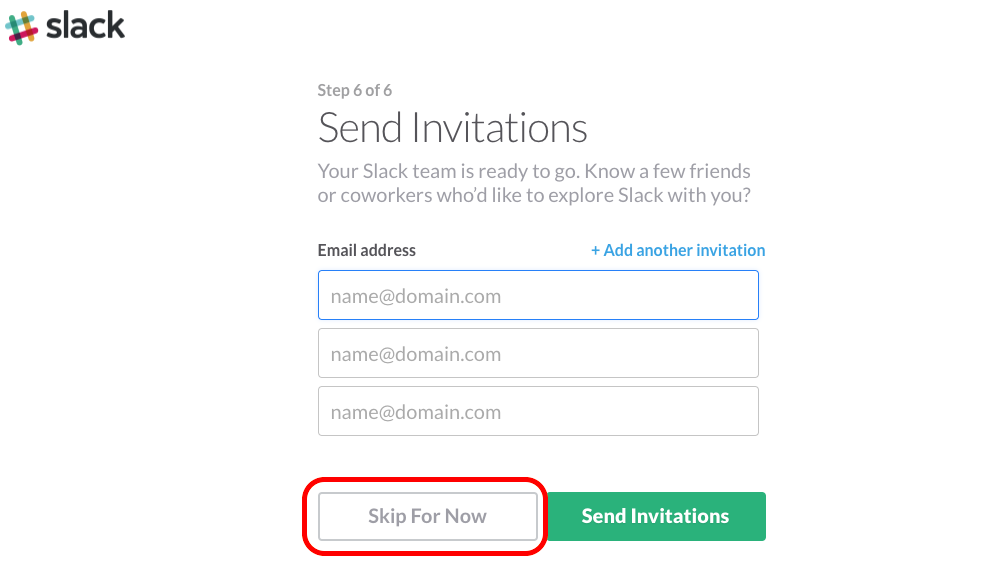 slack
Step 6 of 6
Send Invitations
Your Slack team is ready to go. Know a few friends
or coworkers who'd like to explore Slack with you?
Email address
+ Add another invitation
name@domain.com
name@domain.com
name@domain.com
Skip For Now
Send Invitations